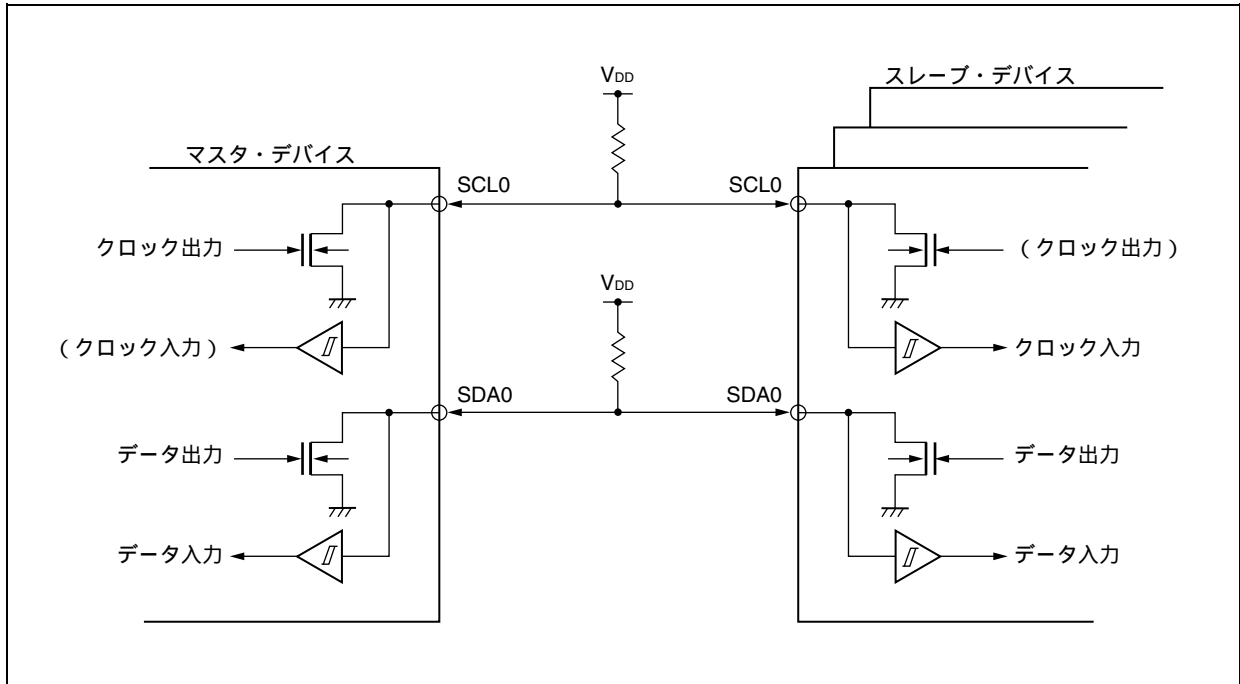 VDD
スレーブ・デバイス
マスタ・デバイス
SCL0
SCL0
クロック出力
(クロック出力)
VDD
(クロック入力)
クロック入力
SDA0
SDA0
データ出力
データ出力
データ入力
データ入力